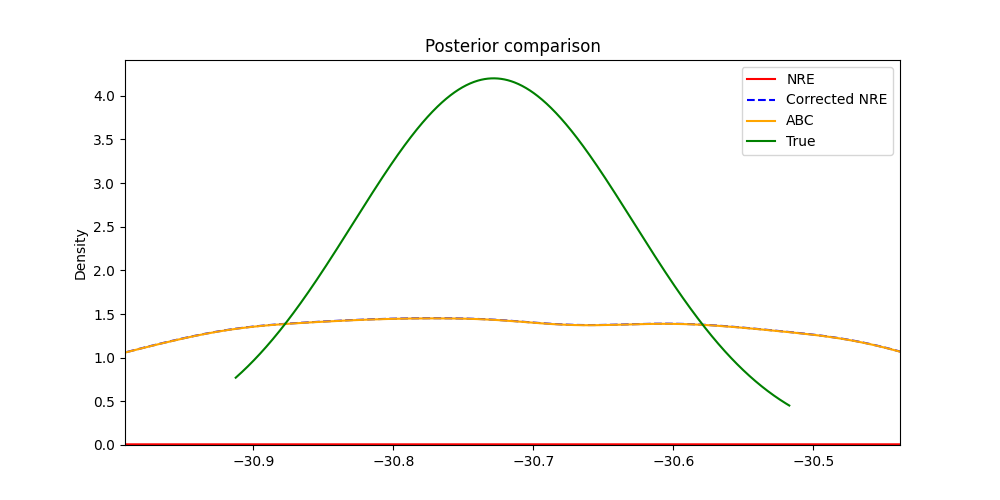 Posterior comparison
NRE
Corrected NRE
ABC
True
Density
4.0
3.5
3.0
2.5
2.0
1.5
1.0
0.5
0.0
−30.9
−30.8
−30.7
−30.6
−30.5